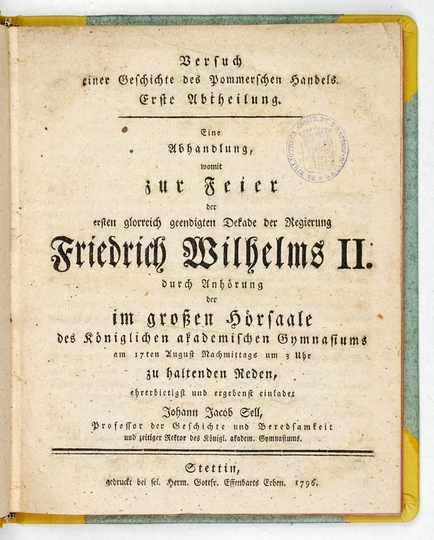 Versuch
einer Geschichte des Pommerschen Handels.
Erste Abtheilung.
Eine
Abhandlung,
womit
zur Feier
der
ersten glorreich geendigten Dekade der Regierung
Friedrich Wilhelms II.
durch Anhörung
der
im großen Hörsaale
des Königlichen akademischen Gymnasiums
am 17ten August Nachmittags um 3 Uhr
zu haltenden Reden,
ehrerbietigst und ergebenst einladet
Johann Jacob Sell,
Professor der Geschichte und Beredsamkeit
und zeitiger Rektor des Königl. akadem. Gymnasiums.
Stettin,
gedruckt bei sel. Herm. Gottfr. Effenbarts Erben. 1796.